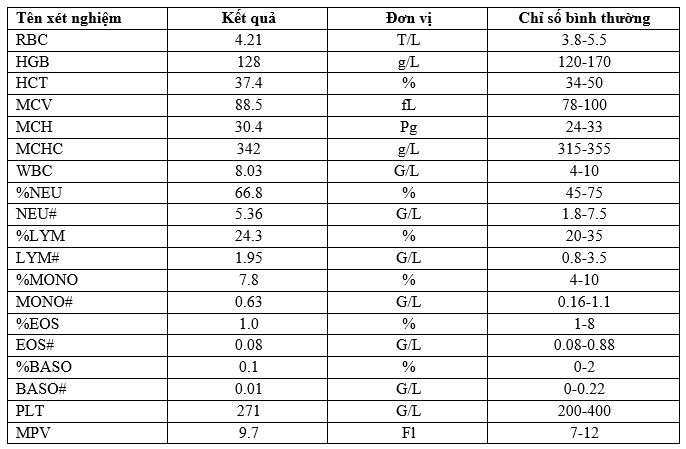 Tên xét nghiệm Kết quả Đơn vị Chỉ số bình thường
RBC 4.21 T/L 3.8-5.5
HGB 128 g/L 120-170
HCT 37.4 % 34-50
MCV 88.5 fL 78-100
MCH 30.4 Pg 24-33
MCHC 342 g/L 315-355
WBC 8.03 G/L 4-10
%NEU 66.8 % 45-75
NEU# 5.36 G/L 1.8-7.5
%LYM 24.3 % 20-35
LYM# 1.95 G/L 0.8-3.5
%MONO 7.8 % 4-10
MONO# 0.63 G/L 0.16-1.1
%EOS 1.0 % 1-8
EOS# 0.08 G/L 0.08-0.88
%BASO 0.1 % 0-2
BASO# 0.01 G/L 0-0.22
PLT 271 G/L 200-400
MPV 9.7 Fl 7-12